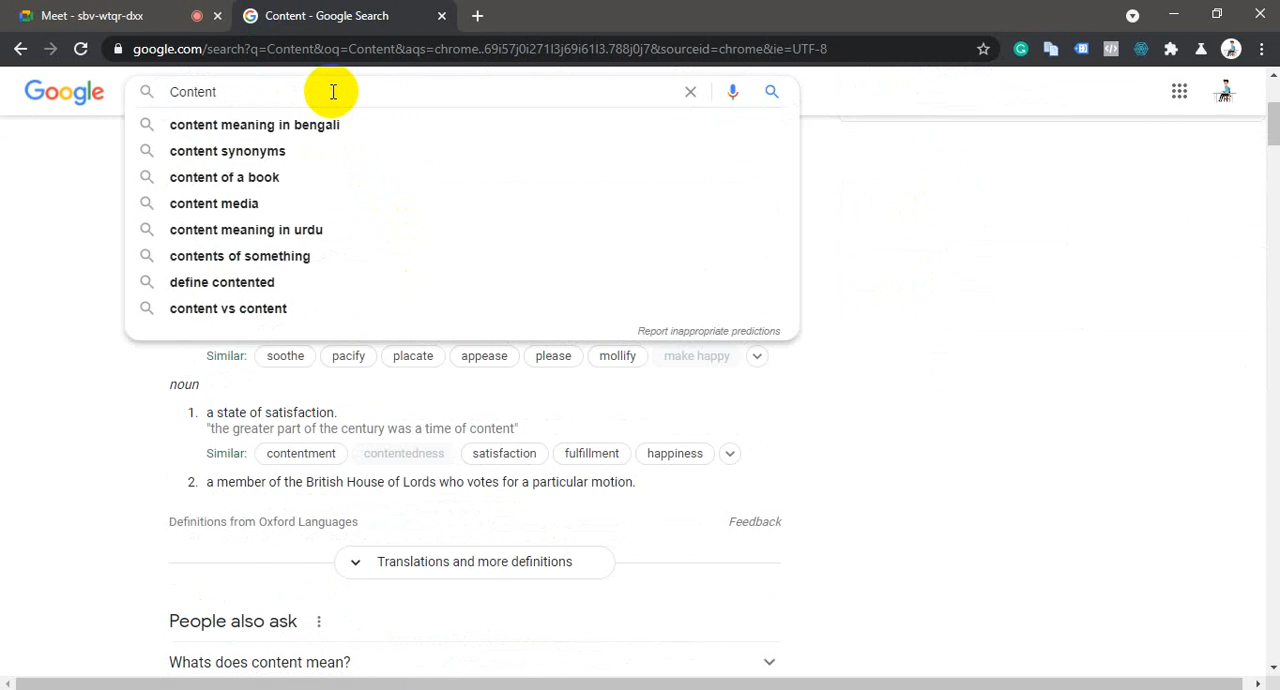 Meet - sbv-wtqr-dxx
Content - Google Search
google.com/search?q=Content&oq=Content&aqs=chrome..69i57j0i271l3j69i61l3.788j0j7&sourceid=chrome&ie=UTF-8
Google
Content
content meaning in bengali
content synonyms
content of a book
content media
content meaning in urdu
contents of something
define contented
content vs content
Report inappropriate predictions
Similar: soothe pacify placate appease please mollify make happy
noun
1. a state of satisfaction.
"the greater part of the century was a time of content"
Similar: contentment contentedness satisfaction fulfillment happiness
2. a member of the British House of Lords who votes for a particular motion.
Definitions from Oxford Languages
Feedback
Translations and more definitions
People also ask
Whats does content mean?